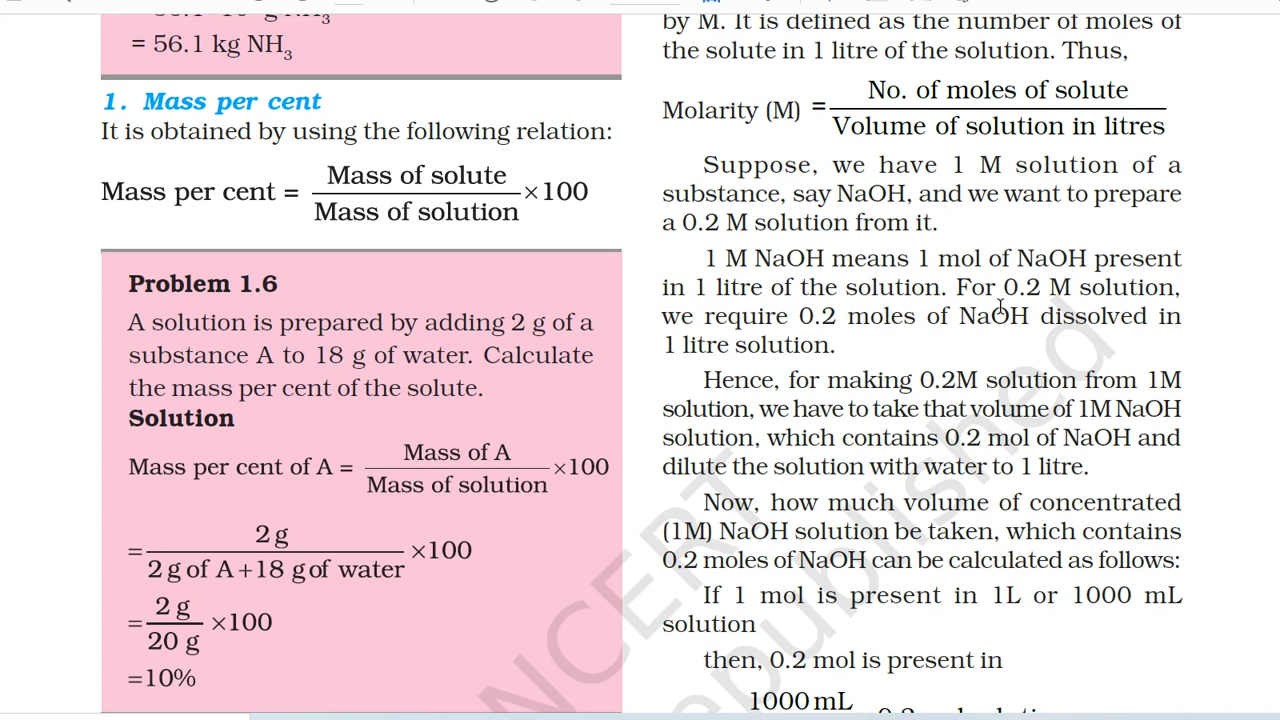 = 56.1 kg NH3
1. Mass per cent
It is obtained by using the following relation:
Mass per cent = Mass of solute / Mass of solution ×100
Problem 1.6
A solution is prepared by adding 2 g of a
substance A to 18 g of water. Calculate
the mass per cent of the solute.
Solution
Mass per cent of A = Mass of A / Mass of solution ×100
= 2 g / 2 g of A+18 g of water ×100
= 2 g / 20 g ×100
=10%
by M. It is defined as the number of moles of
the solute in 1 litre of the solution. Thus,
Molarity (M) = No. of moles of solute / Volume of solution in litres
Suppose, we have 1 M solution of a
substance, say NaOH, and we want to prepare
a 0.2 M solution from it.
1 M NaOH means 1 mol of NaOH present
in 1 litre of the solution. For 0.2 M solution,
we require 0.2 moles of NaOH dissolved in
1 litre solution.
Hence, for making 0.2M solution from 1M
solution, we have to take that volume of 1M NaOH
solution, which contains 0.2 mol of NaOH and
dilute the solution with water to 1 litre.
Now, how much volume of concentrated
(1M) NaOH solution be taken, which contains
0.2 moles of NaOH can be calculated as follows:
If 1 mol is present in 1L or 1000 mL
solution
then, 0.2 mol is present in
1000 mL
NCERT
republished